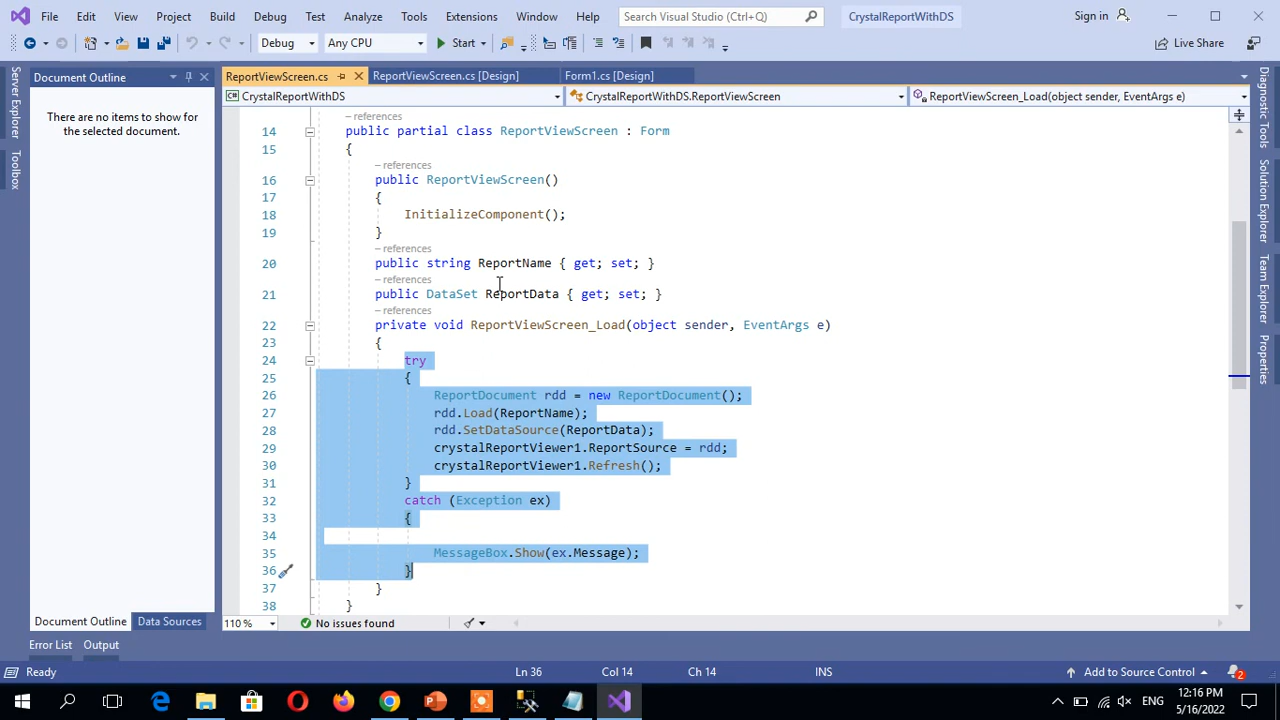 File Edit View Project Build Debug Test Analyze Tools Extensions Window Help Search Visual Studio (Ctrl+Q) CrystalReportWithDS Sign in
Debug Any CPU Start Live Share
Server Explorer
Toolbox
Document Outline
There are no items to show for
the selected document.
Document Outline Data Sources
ReportViewScreen.cs ReportViewScreen.cs [Design] Form1.cs [Design]
CrystalReportWithDS CrystalReportWithDS.ReportViewScreen ReportViewScreen_Load(object sender, EventArgs e)
– references
14 public partial class ReportViewScreen : Form
15 {
– references
16 public ReportViewScreen()
17 {
18 InitializeComponent();
19 }
– references
20 public string ReportName { get; set; }
– references
21 public DataSet ReportData { get; set; }
– references
22 private void ReportViewScreen_Load(object sender, EventArgs e)
23 {
24 try
25 {
26 ReportDocument rdd = new ReportDocument();
27 rdd.Load(ReportName);
28 rdd.SetDataSource(ReportData);
29 crystalReportViewer1.ReportSource = rdd;
30 crystalReportViewer1.Refresh();
31 }
32 catch (Exception ex)
33 {
34
35 MessageBox.Show(ex.Message);
36 }
37 }
38 }
110 % No issues found
Diagnostic Tools
Solution Explorer
Team Explorer
Properties
Error List Output
Ready Ln 36 Col 14 Ch 14 INS Add to Source Control 2
ENG 12:16 PM
5/16/2022